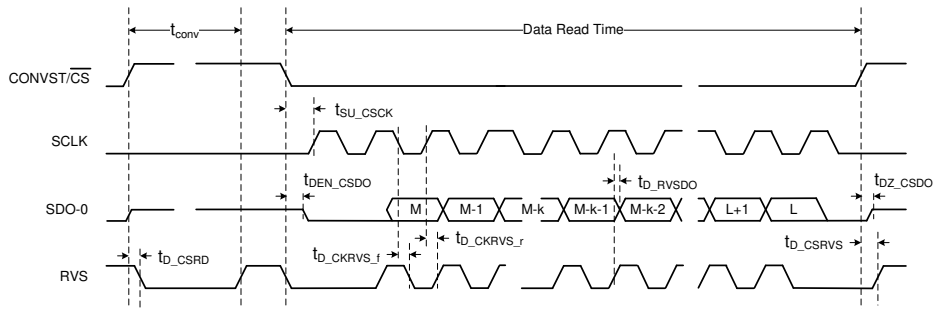 t_conv
Data Read Time
CONVST/C̅S̅
t_SU_CSCK
SCLK
t_DEN_CSDO
t_D_RVSDO
t_DZ_CSDO
SDO-0
M M-1 M-k M-k-1 M-k-2 L+1 L
t_D_CSRD
t_D_CKRVS_f
t_D_CKRVS_r
t_D_CSRVS
RVS